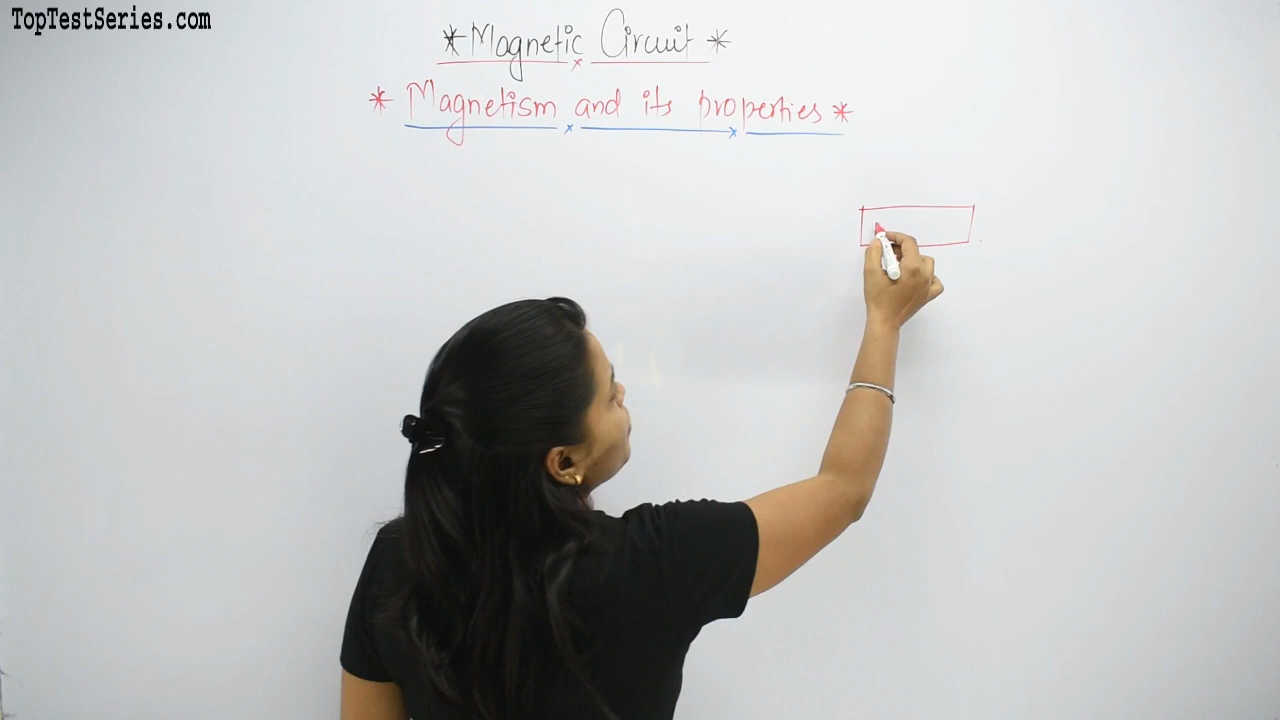 TopTestSeries.com
* Magnetic Circuit *
* Magnetism and its properties *